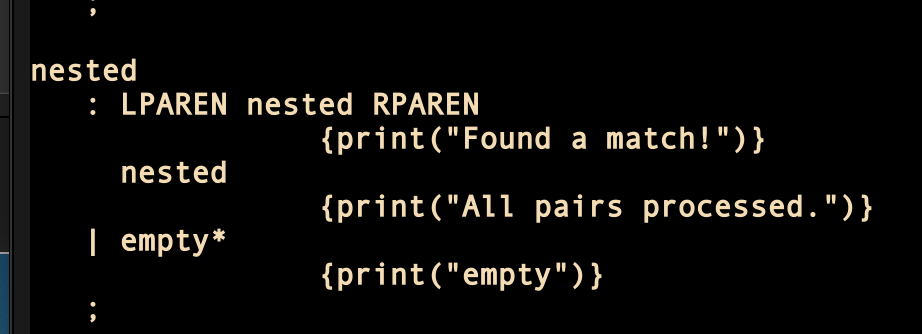 ;
nested
: LPAREN nested RPAREN
{print("Found a match!")}
nested
{print("All pairs processed.")}
| empty*
{print("empty")}
;